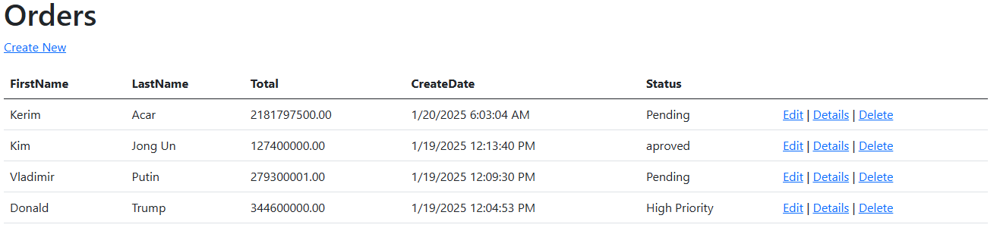 Orders
Create New
FirstName LastName Total CreateDate Status
Kerim Acar 2181797500.00 1/20/2025 6:03:04 AM Pending Edit | Details | Delete
Kim Jong Un 127400000.00 1/19/2025 12:13:40 PM aproved Edit | Details | Delete
Vladimir Putin 279300001.00 1/19/2025 12:09:30 PM Pending Edit | Details | Delete
Donald Trump 344600000.00 1/19/2025 12:04:53 PM High Priority Edit | Details | Delete